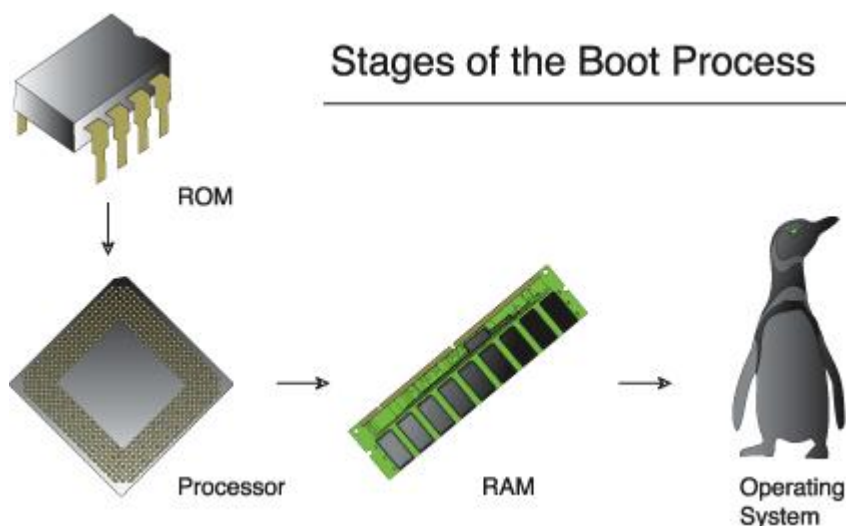 Stages of the Boot Process
ROM
Processor
RAM
Operating
System